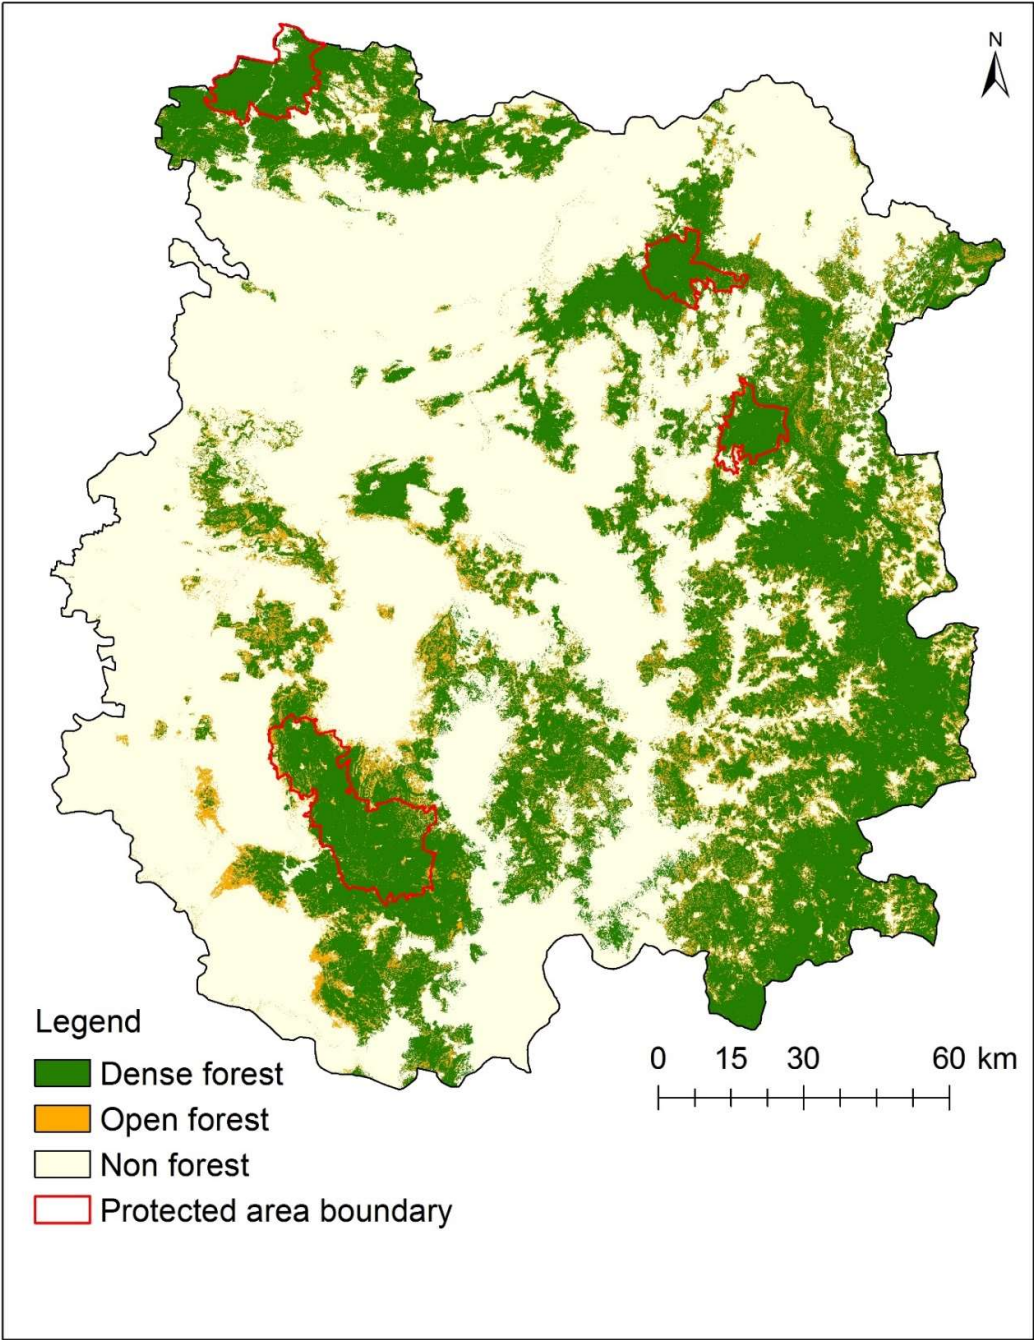 N
Legend
Dense forest
Open forest
Non forest
Protected area boundary
0 15 30 60 km